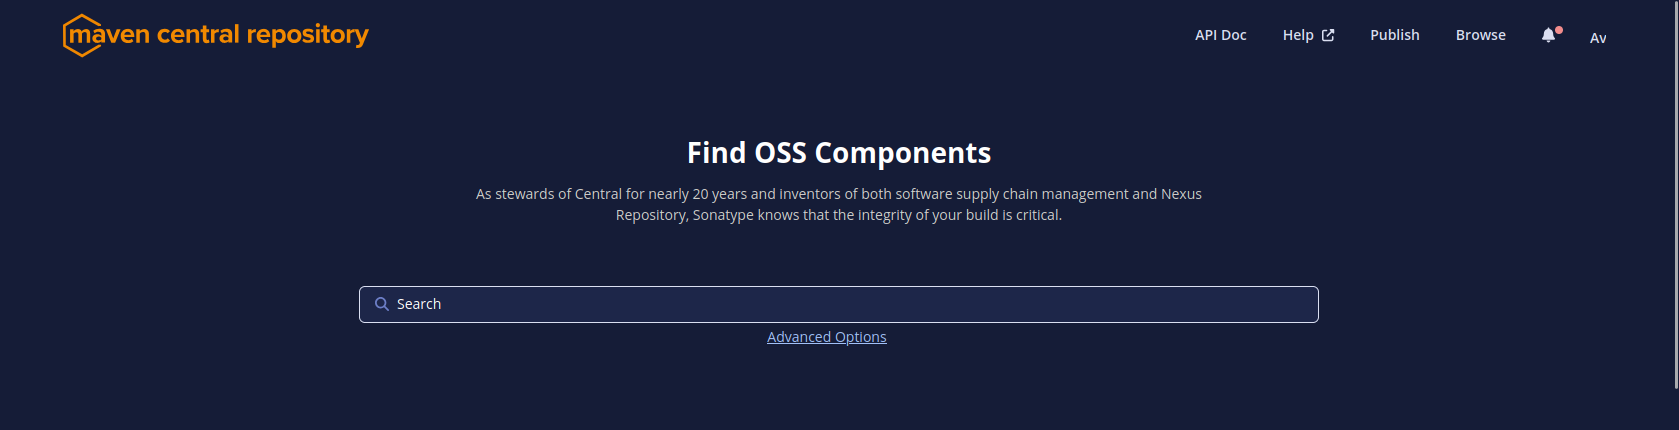 maven central repository
API Doc
Help
Publish
Browse
Av
Find OSS Components
As stewards of Central for nearly 20 years and inventors of both software supply chain management and Nexus
Repository, Sonatype knows that the integrity of your build is critical.
Search
Advanced Options